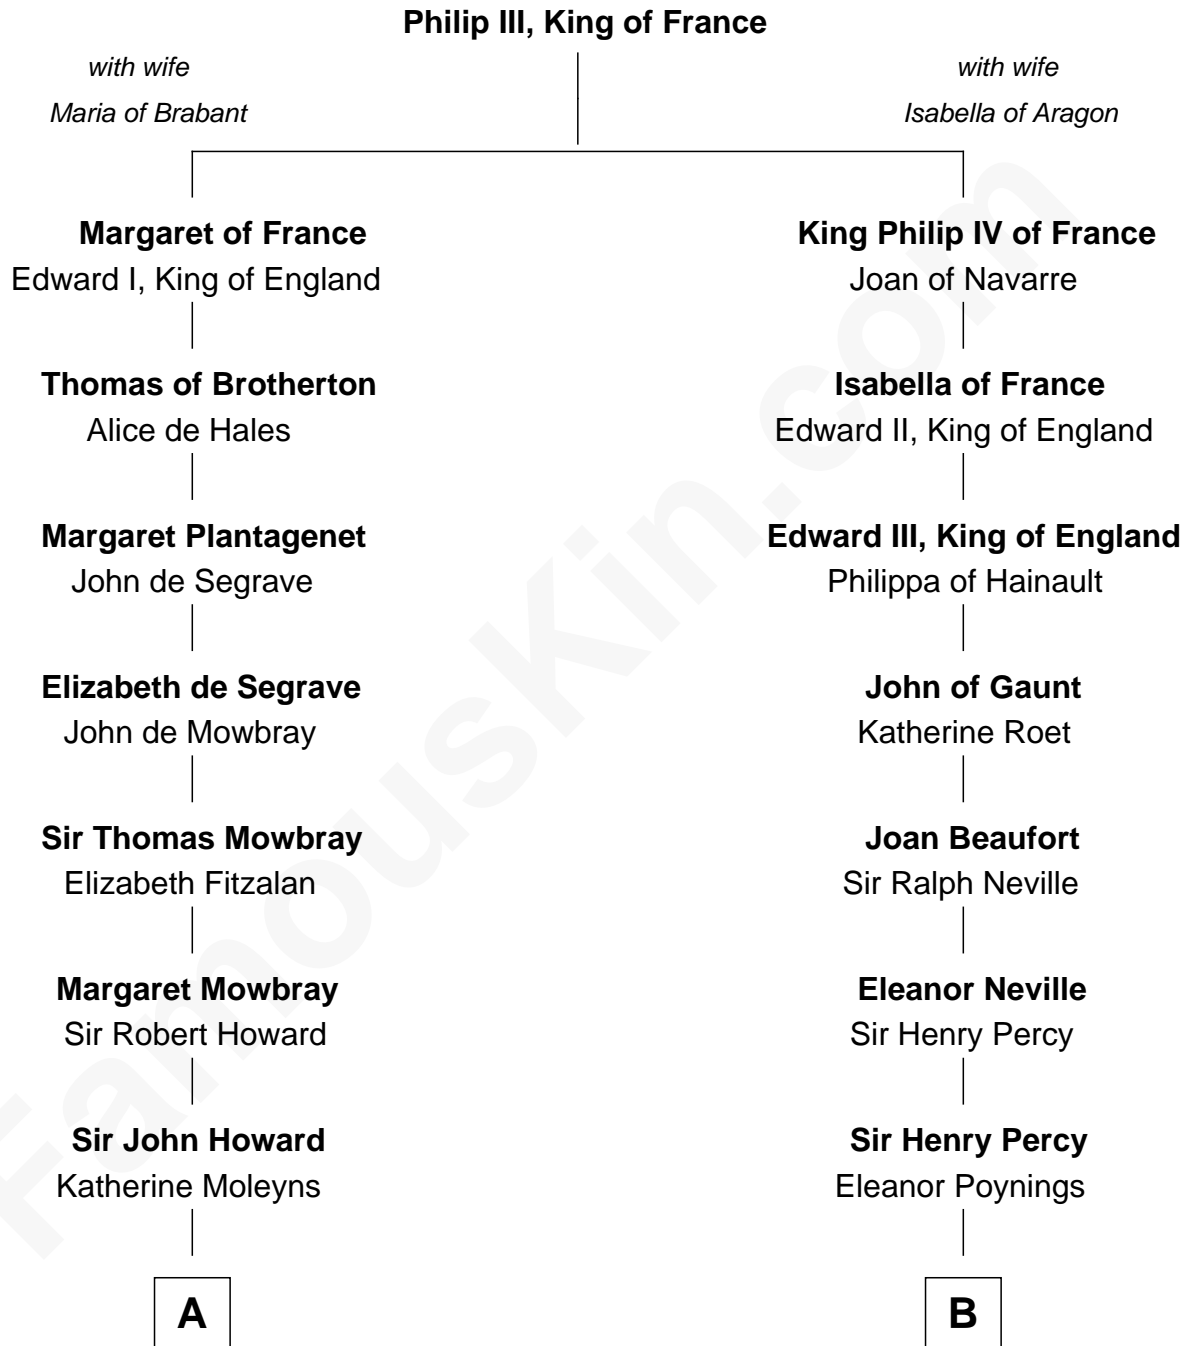 Philip III, King of France
with wife
Maria of Brabant
with wife
Isabella of Aragon
Margaret of France
Edward I, King of England
King Philip IV of France
Joan of Navarre
Thomas of Brotherton
Alice de Hales
Isabella of France
Edward II, King of England
Margaret Plantagenet
John de Segrave
Edward III, King of England
Philippa of Hainault
Elizabeth de Segrave
John de Mowbray
John of Gaunt
Katherine Roet
Sir Thomas Mowbray
Elizabeth Fitzalan
Joan Beaufort
Sir Ralph Neville
Margaret Mowbray
Sir Robert Howard
Eleanor Neville
Sir Henry Percy
Sir John Howard
Katherine Moleyns
Sir Henry Percy
Eleanor Poynings
A
B
FamousKin.com